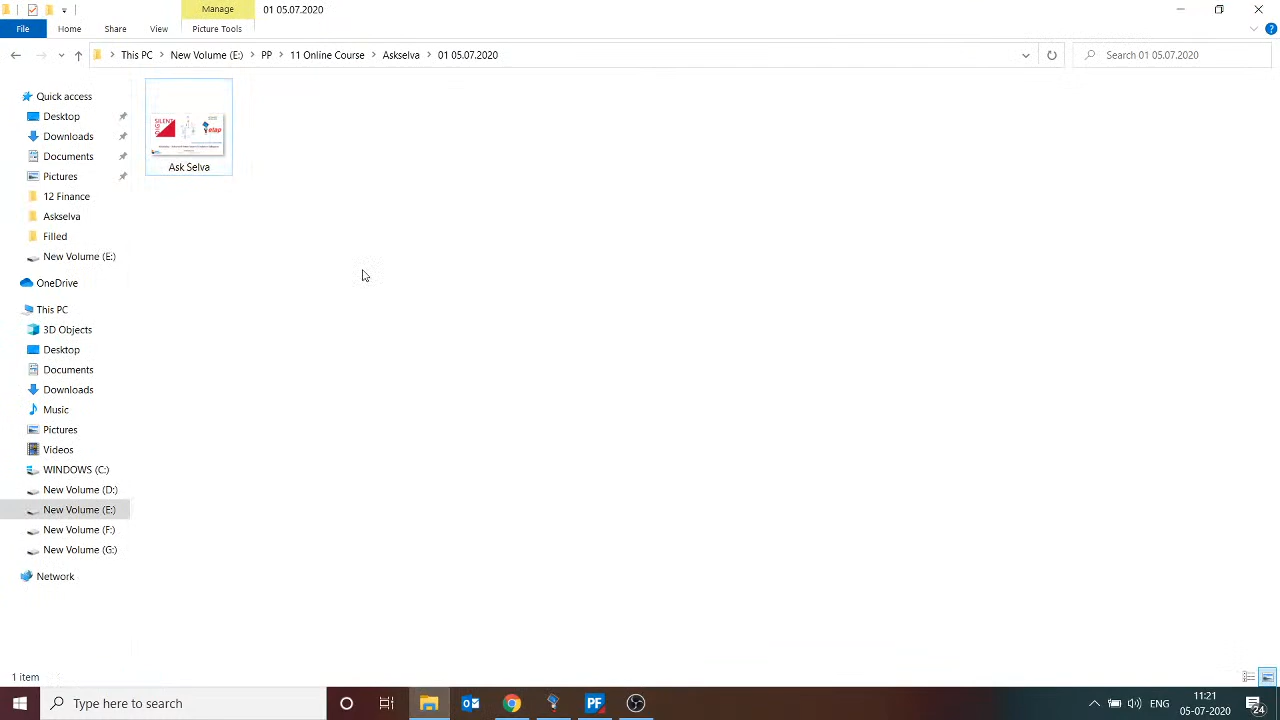 01 05.07.2020
Manage
File
Home
Share
View
Picture Tools
This PC
New Volume (E:)
PP
11 Online Course
Askselva
01 05.07.2020
Search 01 05.07.2020
Quick access
Desktop
Downloads
Documents
Pictures
12 Finance
Askselva
Filled
New Volume (E:)
OneDrive
This PC
3D Objects
Desktop
Documents
Downloads
Music
Pictures
Videos
WINDOWS (C:)
New Volume (D:)
New Volume (E:)
New Volume (F:)
New Volume (G:)
Network
SILENT
etap
Ask Selva
1 item
Type here to search
PF
ENG
11:21
05-07-2020
24